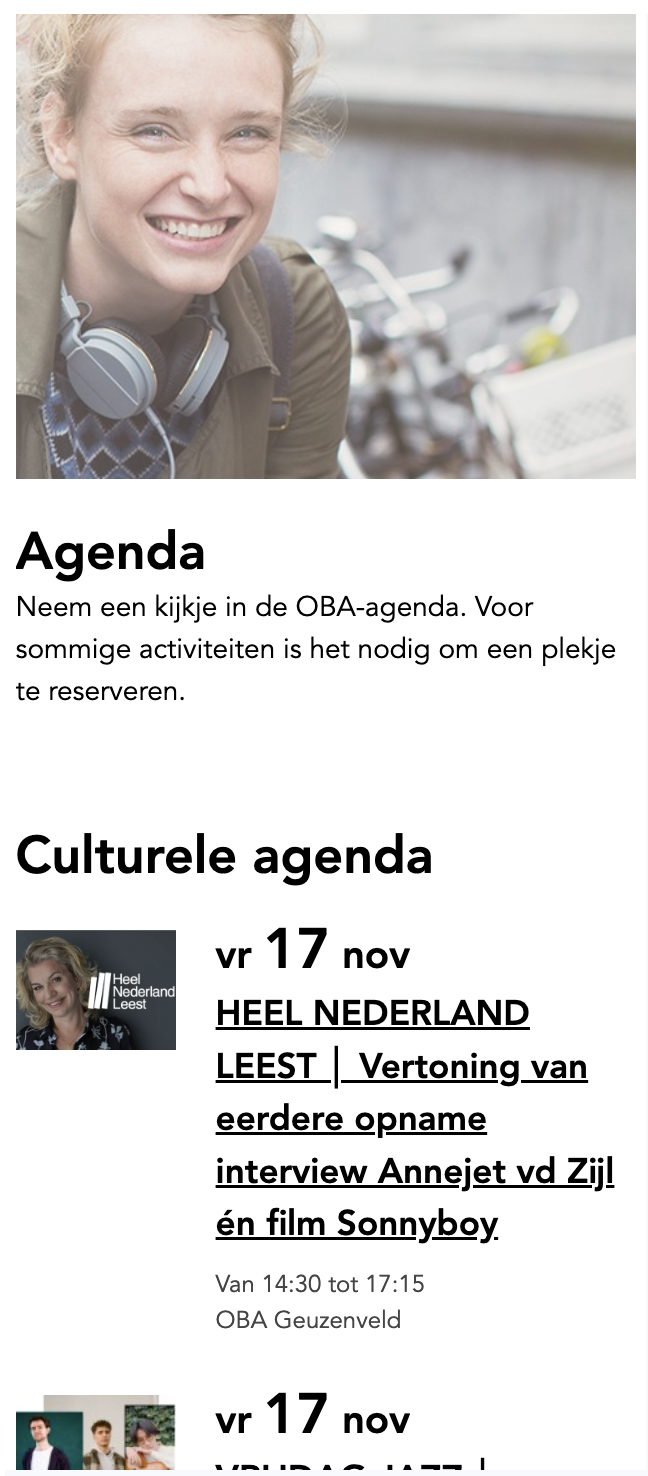 Agenda
Neem een kijkje in de OBA-agenda. Voor
sommige activiteiten is het nodig om een plekje
te reserveren.
Culturele agenda
Heel
Nederland
Leest
vr 17 nov
HEEL NEDERLAND
LEEST │ Vertoning van
eerdere opname
interview Annejet vd Zijl
én film Sonnyboy
Van 14:30 tot 17:15
OBA Geuzenveld
vr 17 nov
VRIJDAG JAZZ |